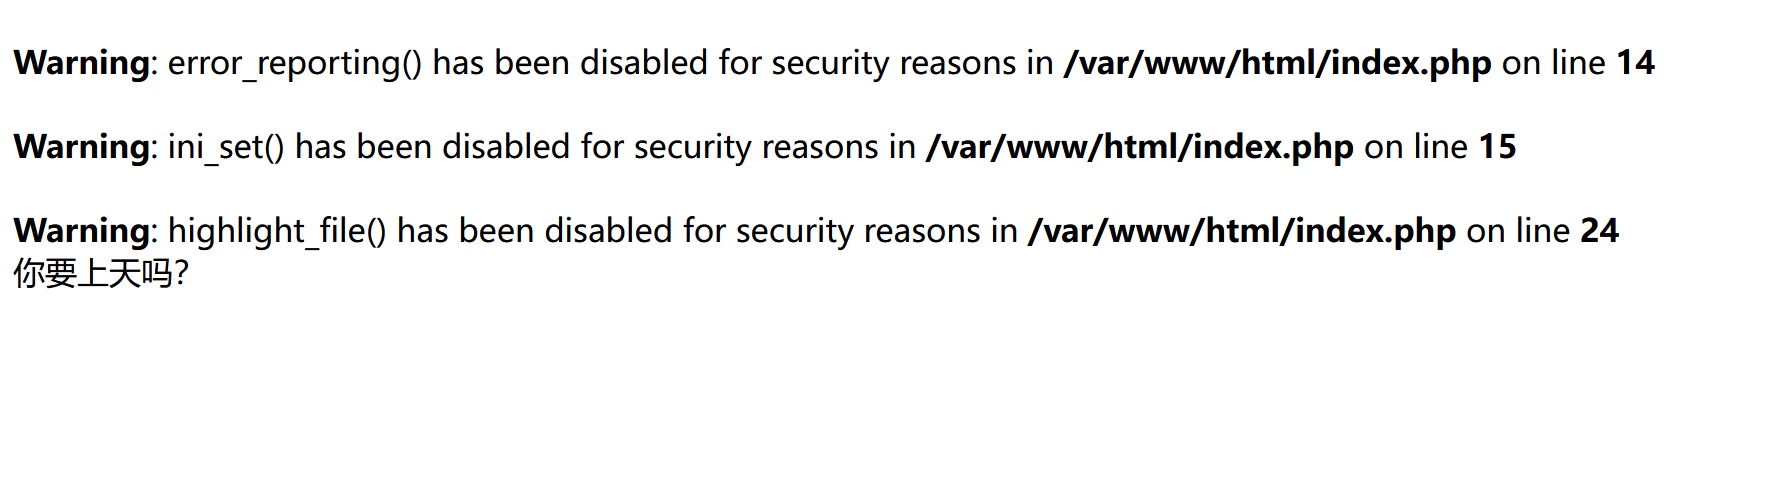 Warning: error_reporting() has been disabled for security reasons in /var/www/html/index.php on line 14
Warning: ini_set() has been disabled for security reasons in /var/www/html/index.php on line 15
Warning: highlight_file() has been disabled for security reasons in /var/www/html/index.php on line 24
你要上天吗？